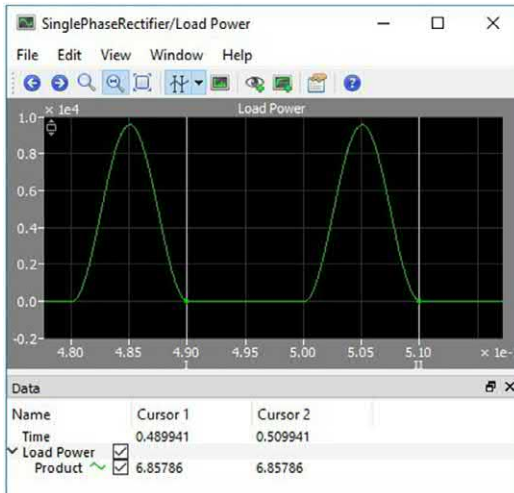 SinglePhaseRectifier/Load Power
File Edit View Window Help
× 1e4 Load Power
1.0
0.8
0.6
0.4
0.2
0.0
-0.2
4.80 4.85 4.90 4.95 5.00 5.05 5.10 × 1e-
I II
Data
Name Cursor 1 Cursor 2
Time 0.489941 0.509941
Load Power
Product 6.85786 6.85786